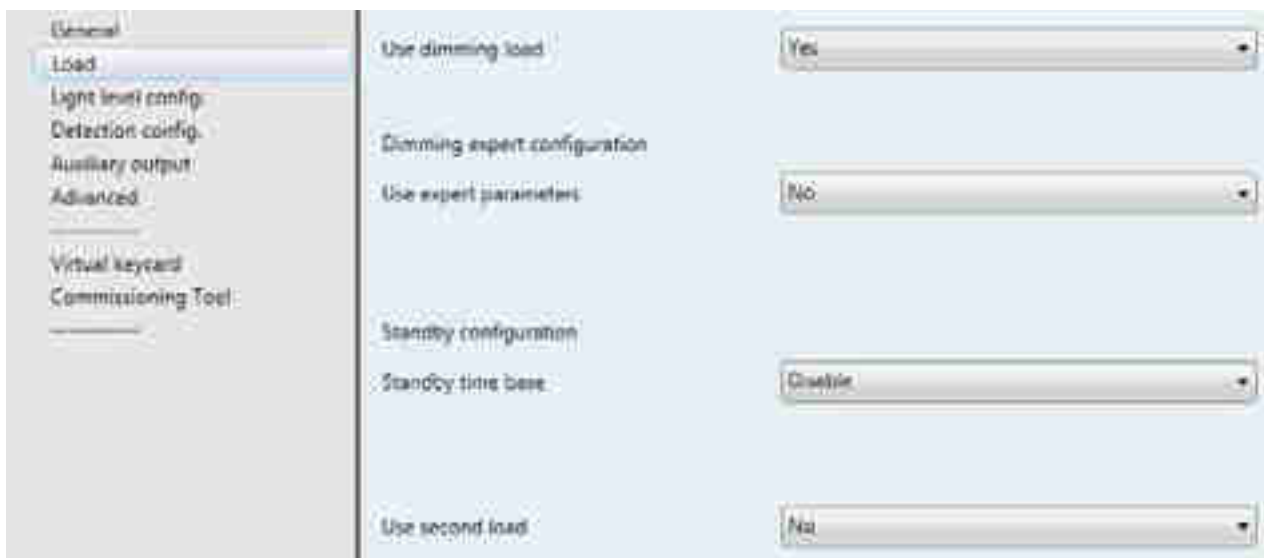 General
Load
Light level config.
Detection config.
Auxiliary output
Advanced
Virtual keycard
Commissioning Tool
Use dimming load
Yes
Dimming expert configuration
Use expert parameters
No
Standby configuration
Standby time base
Disable
Use second load
No